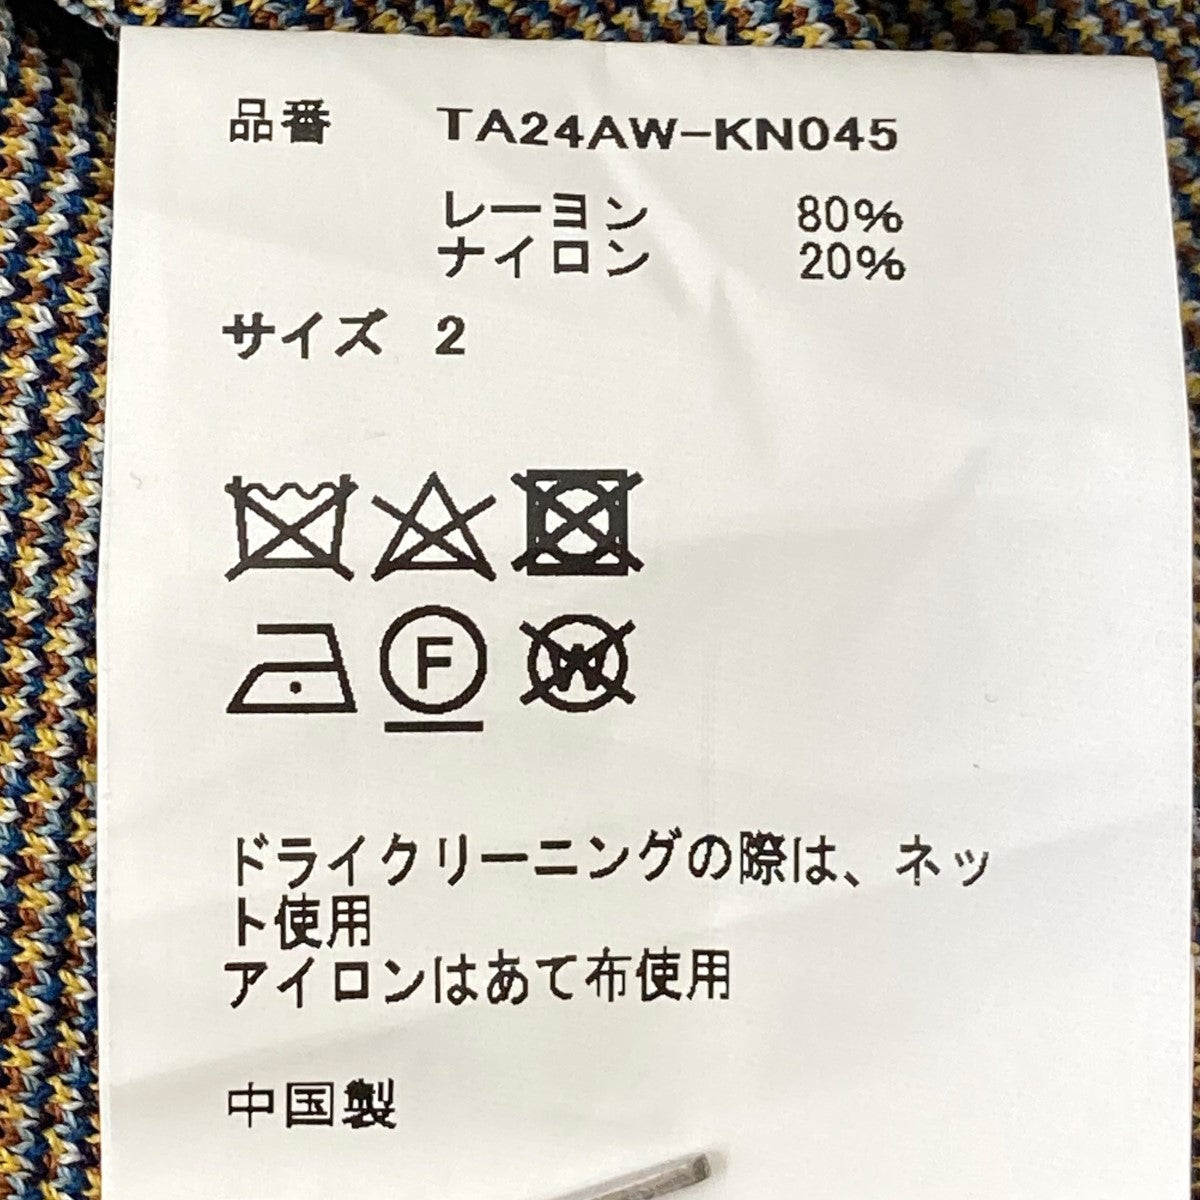 品番 TA24AW-KN045
レーヨン 80%
ナイロン 20%
サイズ 2
F W
ドライクリーニングの際は、ネッ
ト使用
アイロンはあて布使用
中国製